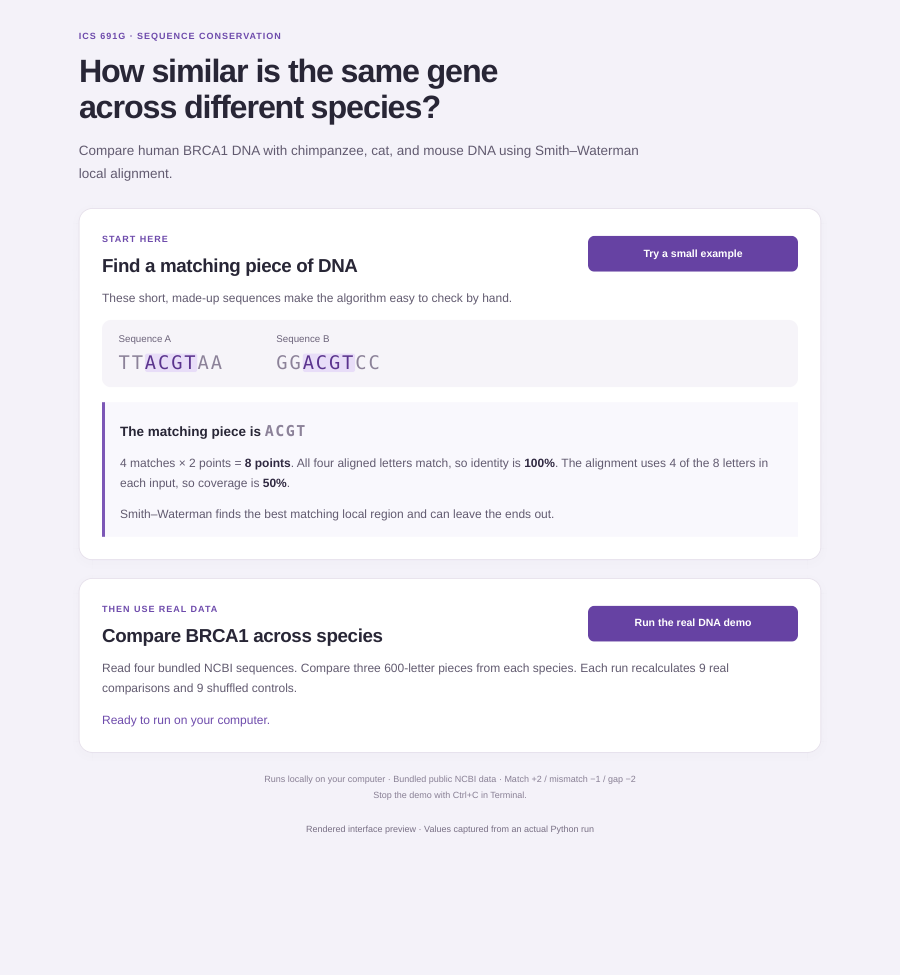 ICS 691G · SEQUENCE CONSERVATION
How similar is the same gene
across different species?
Compare human BRCA1 DNA with chimpanzee, cat, and mouse DNA using Smith–Waterman
local alignment.
START HERE
Find a matching piece of DNA
Try a small example
These short, made-up sequences make the algorithm easy to check by hand.
Sequence A Sequence B
TTACGTAA GGACGTCC
The matching piece is ACGT
4 matches × 2 points = 8 points. All four aligned letters match, so identity is 100%. The alignment uses 4 of the 8 letters in
each input, so coverage is 50%.
Smith–Waterman finds the best matching local region and can leave the ends out.
THEN USE REAL DATA
Compare BRCA1 across species
Run the real DNA demo
Read four bundled NCBI sequences. Compare three 600-letter pieces from each species. Each run recalculates 9 real
comparisons and 9 shuffled controls.
Ready to run on your computer.
Runs locally on your computer · Bundled public NCBI data · Match +2 / mismatch −1 / gap −2
Stop the demo with Ctrl+C in Terminal.
Rendered interface preview · Values captured from an actual Python run